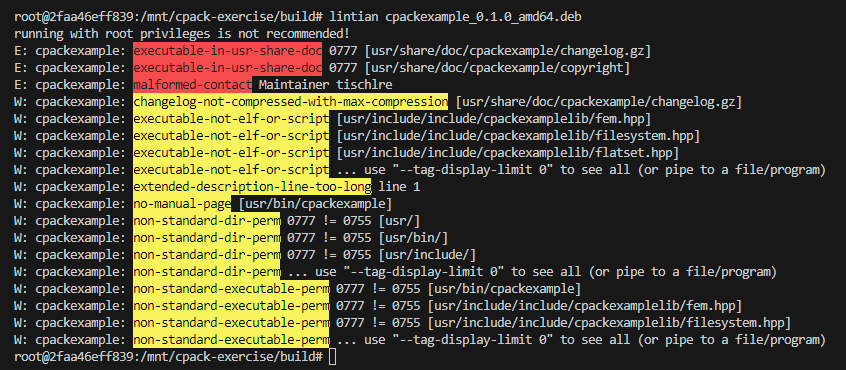 root@2faa46eff839:/mnt/cpack-exercise/build# lintian cpackexample_0.1.0_amd64.deb
running with root privileges is not recommended!
E: cpackexample: executable-in-usr-share-doc 0777 [usr/share/doc/cpackexample/changelog.gz]
E: cpackexample: executable-in-usr-share-doc 0777 [usr/share/doc/cpackexample/copyright]
E: cpackexample: malformed-contact Maintainer tischlre
W: cpackexample: changelog-not-compressed-with-max-compression [usr/share/doc/cpackexample/changelog.gz]
W: cpackexample: executable-not-elf-or-script [usr/include/include/cpackexamplelib/fem.hpp]
W: cpackexample: executable-not-elf-or-script [usr/include/include/cpackexamplelib/filesystem.hpp]
W: cpackexample: executable-not-elf-or-script [usr/include/include/cpackexamplelib/flatset.hpp]
W: cpackexample: executable-not-elf-or-script ... use "--tag-display-limit 0" to see all (or pipe to a file/program)
W: cpackexample: extended-description-line-too-long line 1
W: cpackexample: no-manual-page [usr/bin/cpackexample]
W: cpackexample: non-standard-dir-perm 0777 != 0755 [usr/]
W: cpackexample: non-standard-dir-perm 0777 != 0755 [usr/bin/]
W: cpackexample: non-standard-dir-perm 0777 != 0755 [usr/include/]
W: cpackexample: non-standard-dir-perm ... use "--tag-display-limit 0" to see all (or pipe to a file/program)
W: cpackexample: non-standard-executable-perm 0777 != 0755 [usr/bin/cpackexample]
W: cpackexample: non-standard-executable-perm 0777 != 0755 [usr/include/include/cpackexamplelib/fem.hpp]
W: cpackexample: non-standard-executable-perm 0777 != 0755 [usr/include/include/cpackexamplelib/filesystem.hpp]
W: cpackexample: non-standard-executable-perm ... use "--tag-display-limit 0" to see all (or pipe to a file/program)
root@2faa46eff839:/mnt/cpack-exercise/build#